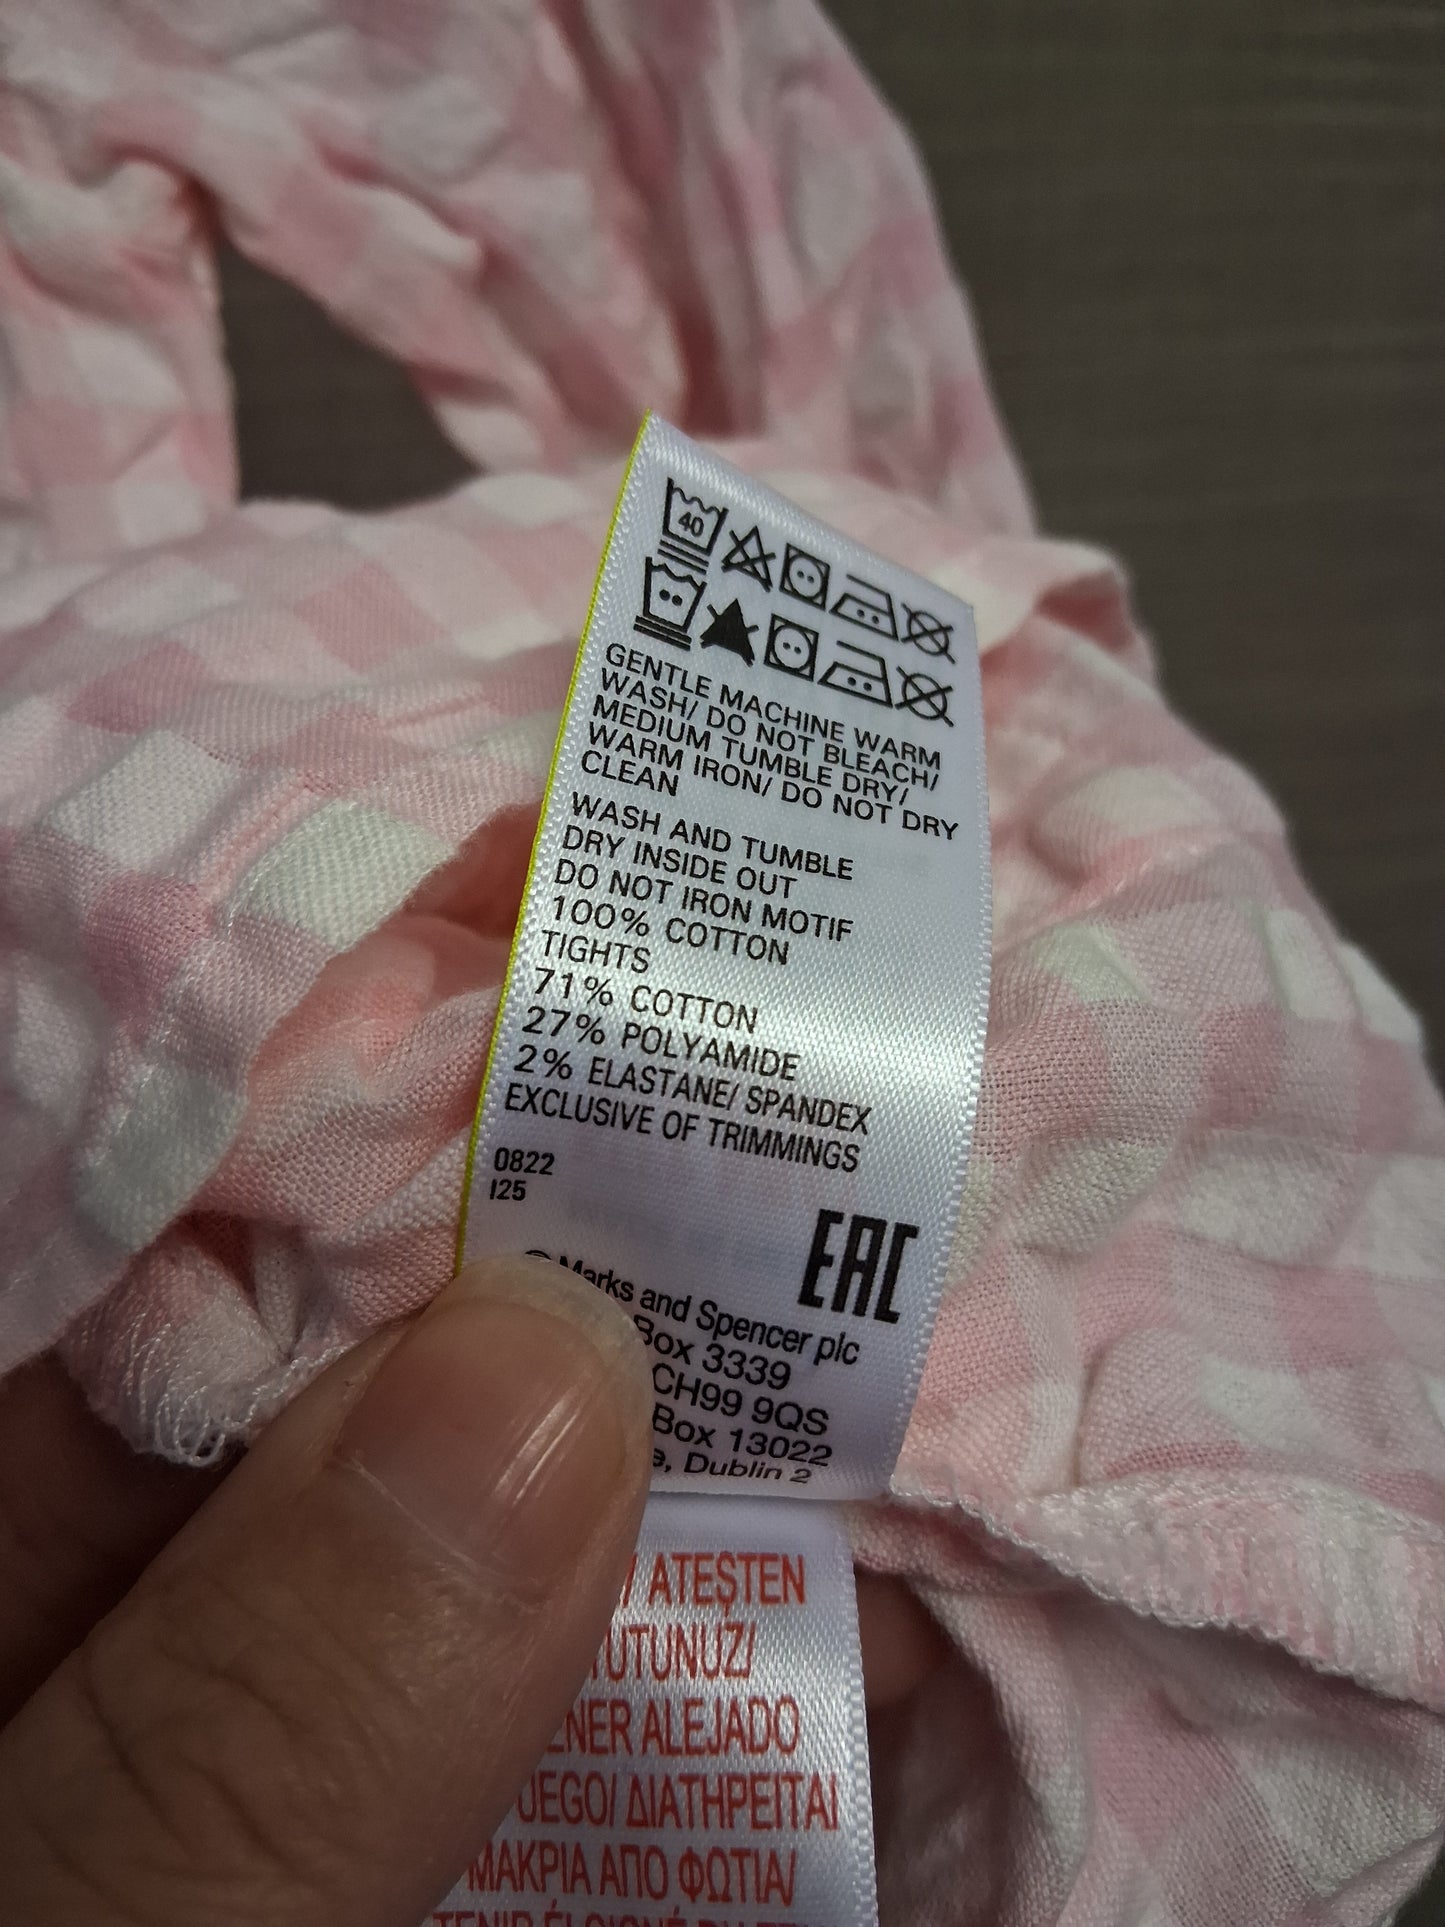 40
GENTLE MACHINE WARM
WASH/ DO NOT BLEACH/
MEDIUM TUMBLE DRY/
WARM IRON/ DO NOT DRY
CLEAN
WASH AND TUMBLE
DRY INSIDE OUT
DO NOT IRON MOTIF
100% COTTON
TIGHTS
71% COTTON
27% POLYAMIDE
2% ELASTANE/ SPANDEX
EXCLUSIVE OF TRIMMINGS
0822
I25
EAC
Marks and Spencer plc
Box 3339
CH99 9QS
Box 13022
Dublin 2
ATEŞTEN
ALEJADO
ΔΙΑΤΗΡΕΙΤΑΙ
ΜΑΚΡΙΑ ΑΠΟ ΦΩΤΙΑ/